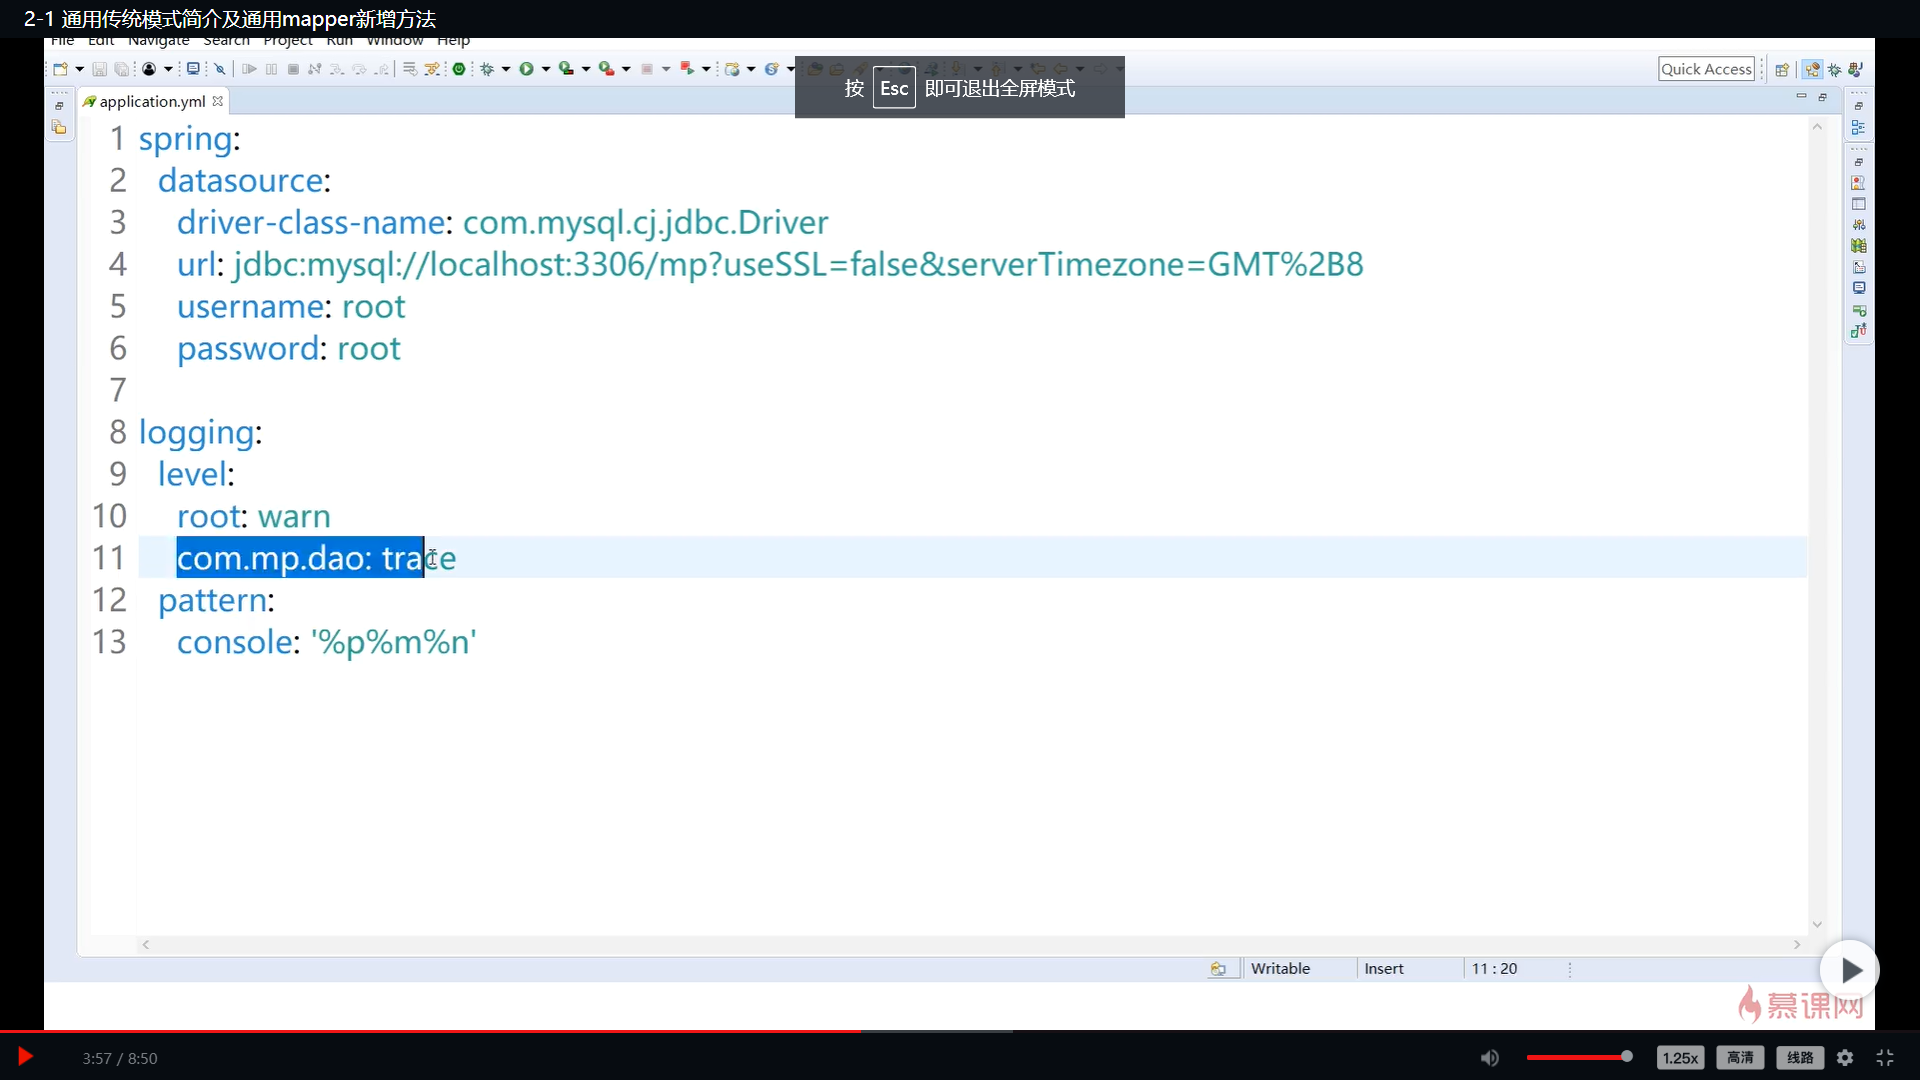 2-1 通用传统模式简介及通用mapper新增方法
File Edit Navigate Search Project Run Window Help
Quick Access
按 Esc 即可退出全屏模式
application.yml
1 spring:
2 datasource:
3 driver-class-name: com.mysql.cj.jdbc.Driver
4 url: jdbc:mysql://localhost:3306/mp?useSSL=false&serverTimezone=GMT%2B8
5 username: root
6 password: root
7
8 logging:
9 level:
10 root: warn
11 com.mp.dao: trace
12 pattern:
13 console: '%p%m%n'
Writable Insert 11 : 20
慕课网
3:57 / 8:50 1.25x 高清 线路